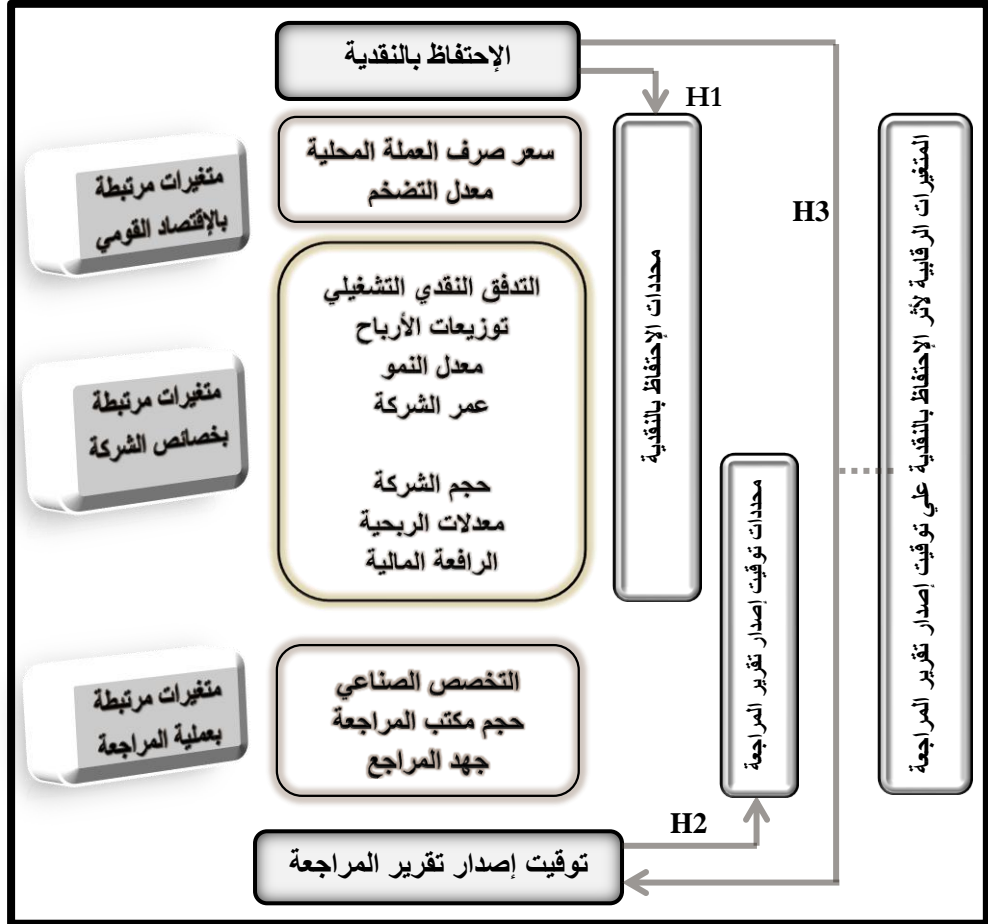 الإحتفاظ بالنقدية
H1
متغيرات مرتبطة
بالإقتصاد القومي
سعر صرف العملة المحلية
معدل التضخم
H3
متغيرات مرتبطة
بخصائص الشركة
التدفق النقدي التشغيلي
توزيعات الأرباح
معدل النمو
عمر الشركة
حجم الشركة
معدلات الربحية
الرافعة المالية
محددات الإحتفاظ بالنقدية
محددات توقيت إصدار تقرير المراجعة
المتغيرات الرقابية لأثر الإحتفاظ بالنقدية علي توقيت إصدار تقرير المراجعة
متغيرات مرتبطة
بعملية المراجعة
التخصص الصناعي
حجم مكتب المراجعة
جهد المراجع
H2
توقيت إصدار تقرير المراجعة